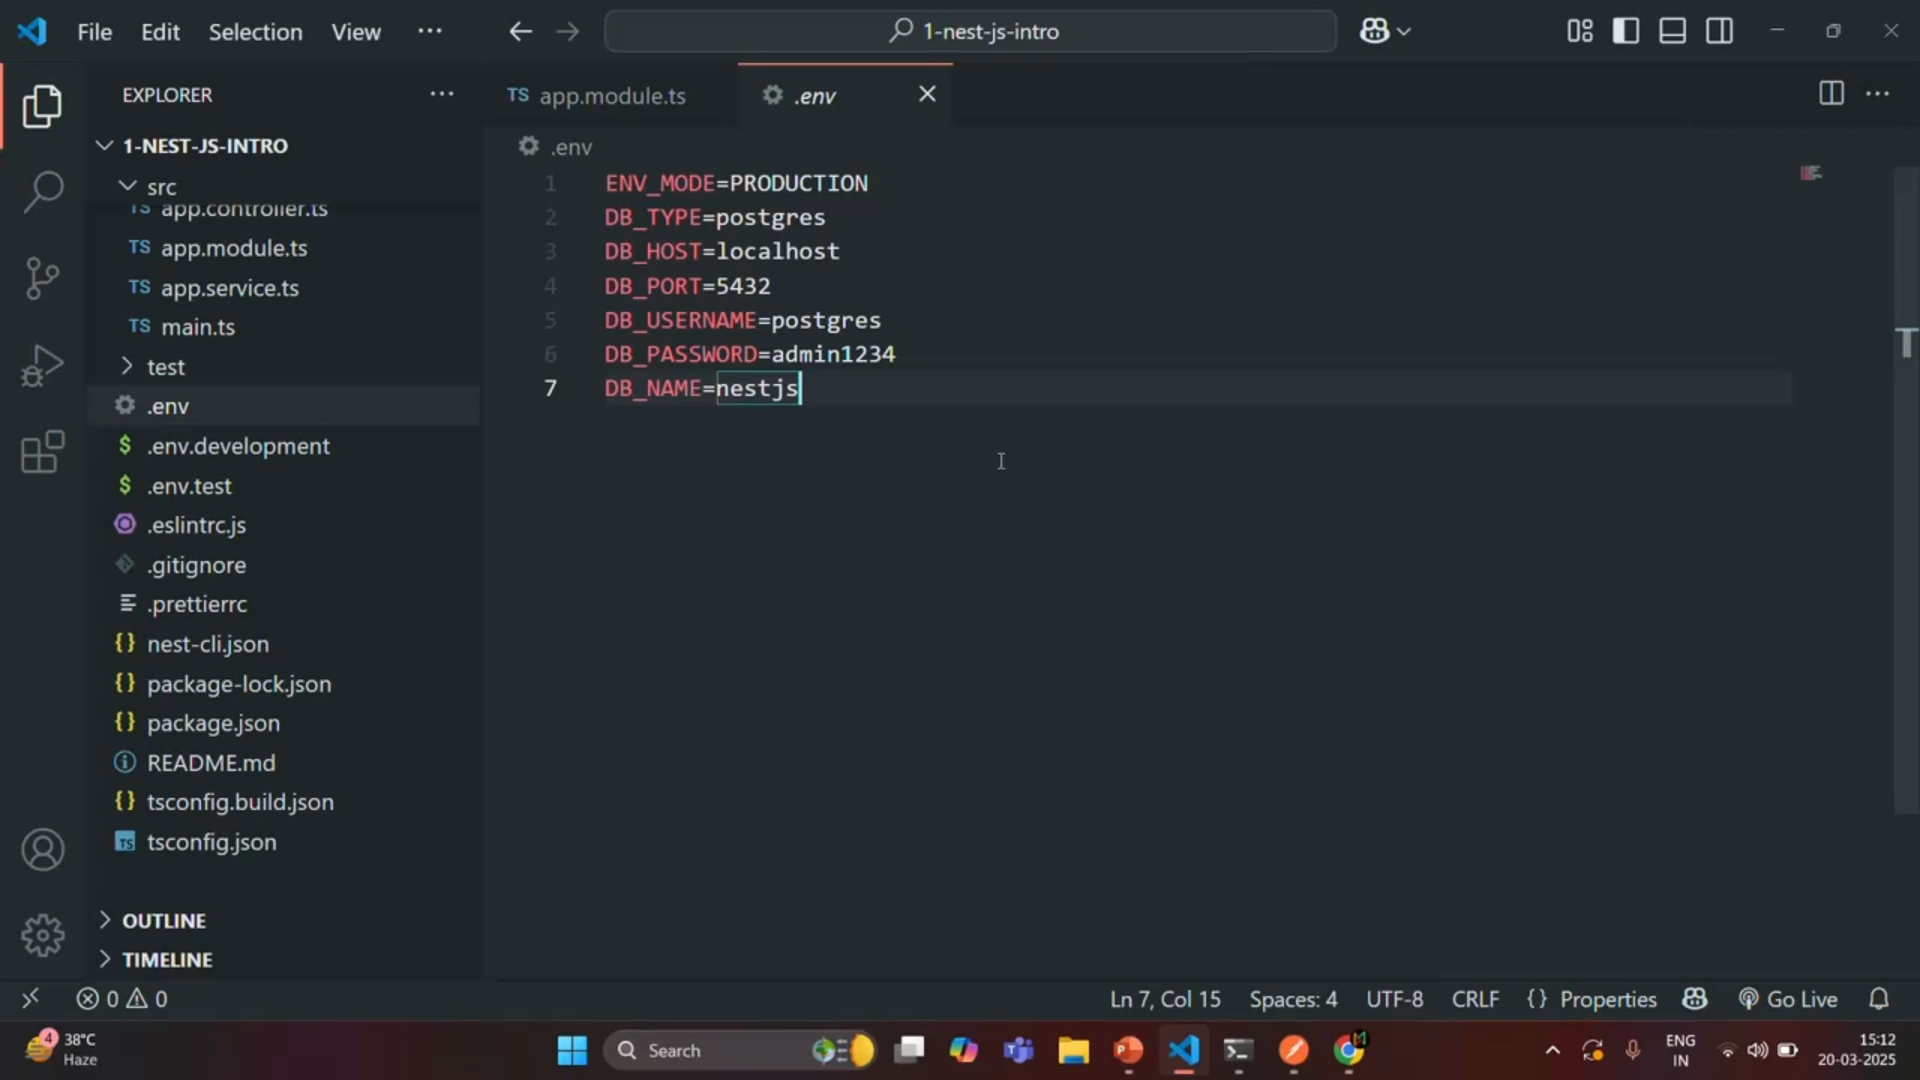 File Edit Selection View ...
1-nest-js-intro
EXPLORER ...
1-NEST-JS-INTRO
src
app.controller.ts
TS app.module.ts
TS app.service.ts
TS main.ts
test
.env
$ .env.development
$ .env.test
.eslintrc.js
.gitignore
.prettierrc
{} nest-cli.json
{} package-lock.json
{} package.json
README.md
{} tsconfig.build.json
TS tsconfig.json
OUTLINE
TIMELINE
TS app.module.ts
.env
.env
1 ENV_MODE=PRODUCTION
2 DB_TYPE=postgres
3 DB_HOST=localhost
4 DB_PORT=5432
5 DB_USERNAME=postgres
6 DB_PASSWORD=admin1234
7 DB_NAME=nestjs
T
0 0
Ln 7, Col 15 Spaces: 4 UTF-8 CRLF {} Properties Go Live
4
38°C
Haze
Search
ENG
IN
15:12
20-03-2025